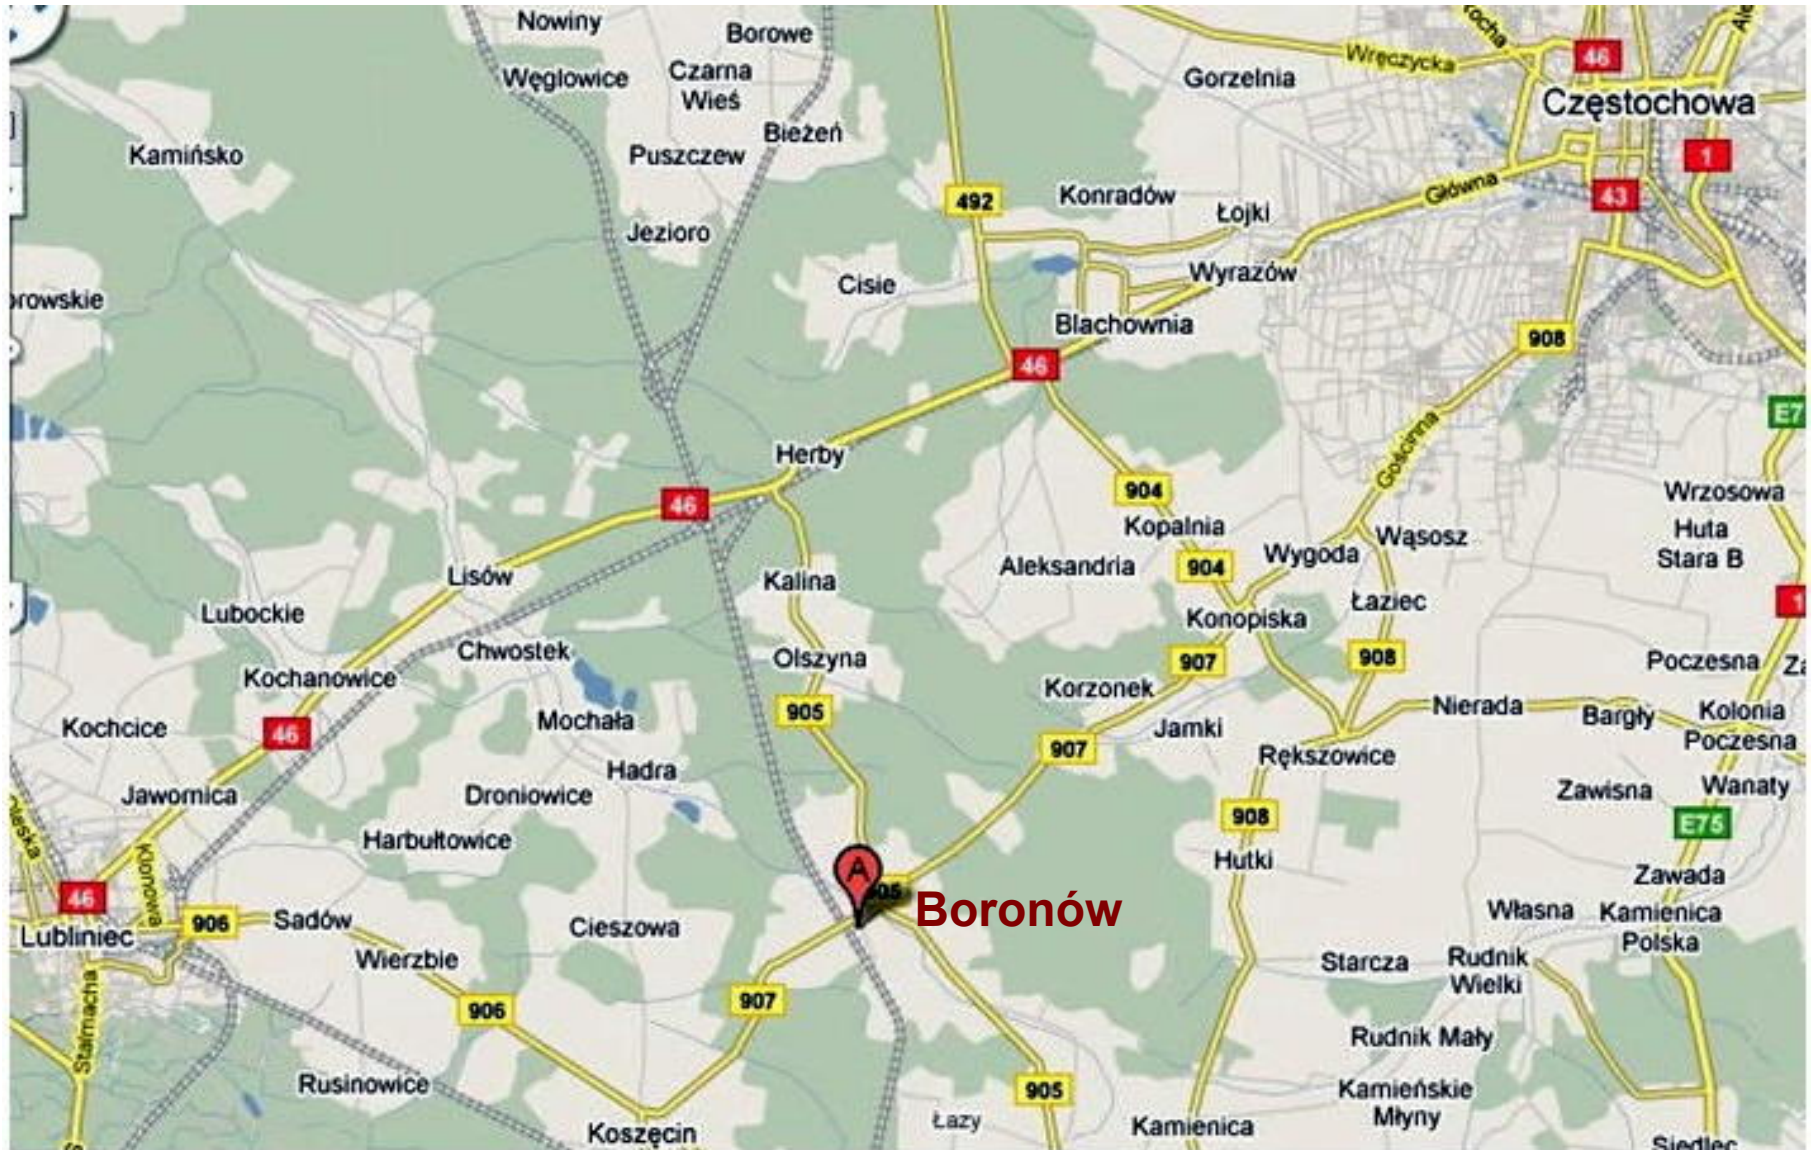 Nowiny
Borowe
Węglowice
Czarna
Wieś
Bieżeń
Puszczew
Kamińsko
Jezioro
Wręczycka
Gorzelnia
46
Częstochowa
1
43
492
Konradów
Łojki
Główna
Cisie
Wyrazów
Blachownia
46
908
Herby
46
904
Gościnna
E7
Wrzosowa
Huta
Stara B
Kopalnia
904
Wygoda
Wąsosz
Aleksandria
Lisów
Kalina
Lubockie
Konopiska
Łaziec
1
Chwostek
Olszyna
907
908
Poczesna
Kochanowice
Korzonek
905
Mochała
Kochcice
46
Jamki
Nierada
Bargły
Kolonia
Poczesna
907
Rększowice
Hadra
Jawornica
Droniowice
Zawisna
Wanaty
Harbułtowice
908
E75
Hutki
Klonowa
A
Zawada
46
906
Sadów
Lubliniec
Cieszowa
Boronów
Własna
Kamienica
Polska
Wierzbie
Starcza
Rudnik
Wielki
906
907
Rudnik Mały
Stalmacha
Rusinowice
905
Kamieńskie
Młyny
Koszęcin
Łazy
Kamienica